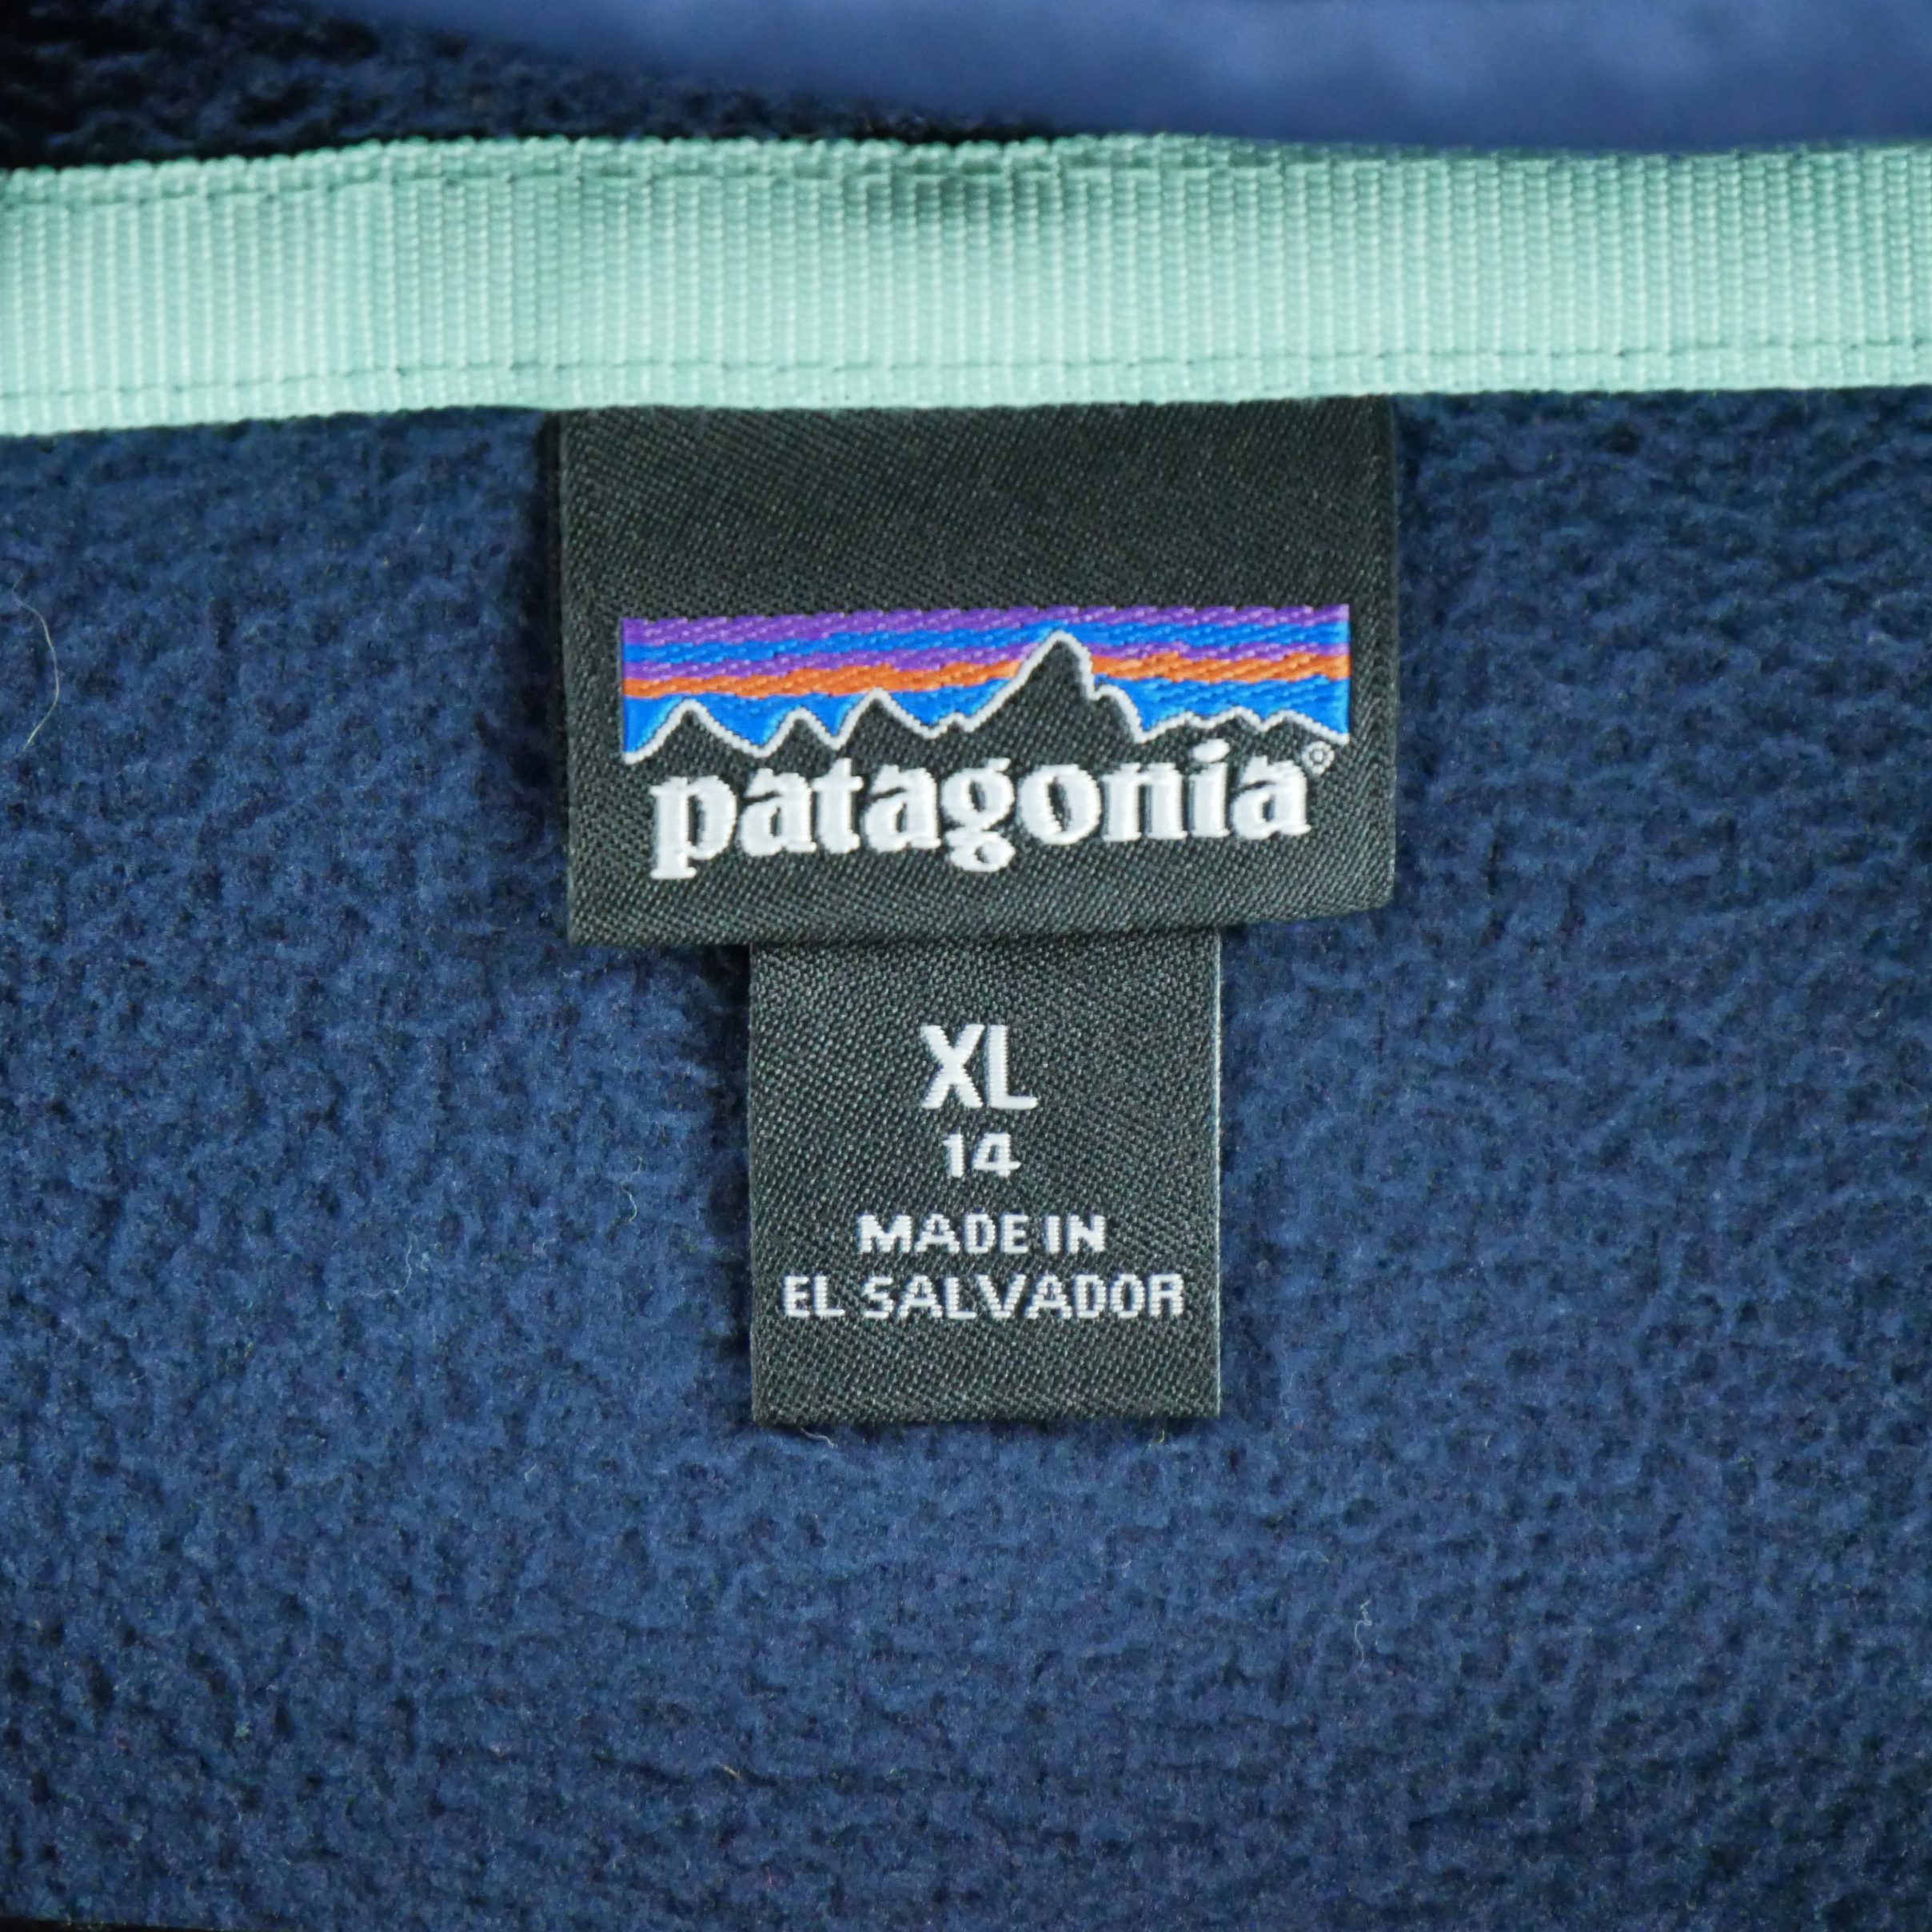 patagonia®
XL
14
MADE IN
EL SALVADOR